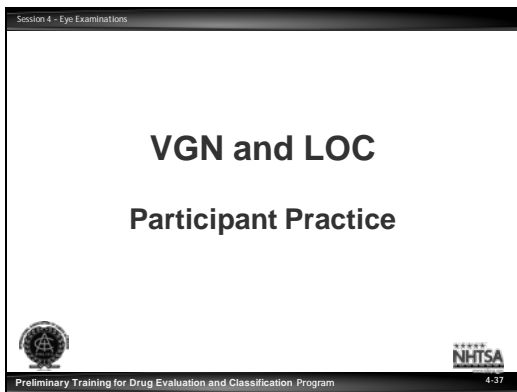 Session 4 – Eye Examinations
VGN and LOC
Participant Practice
NHTSA
Preliminary Training for Drug Evaluation and Classification Program
4-37